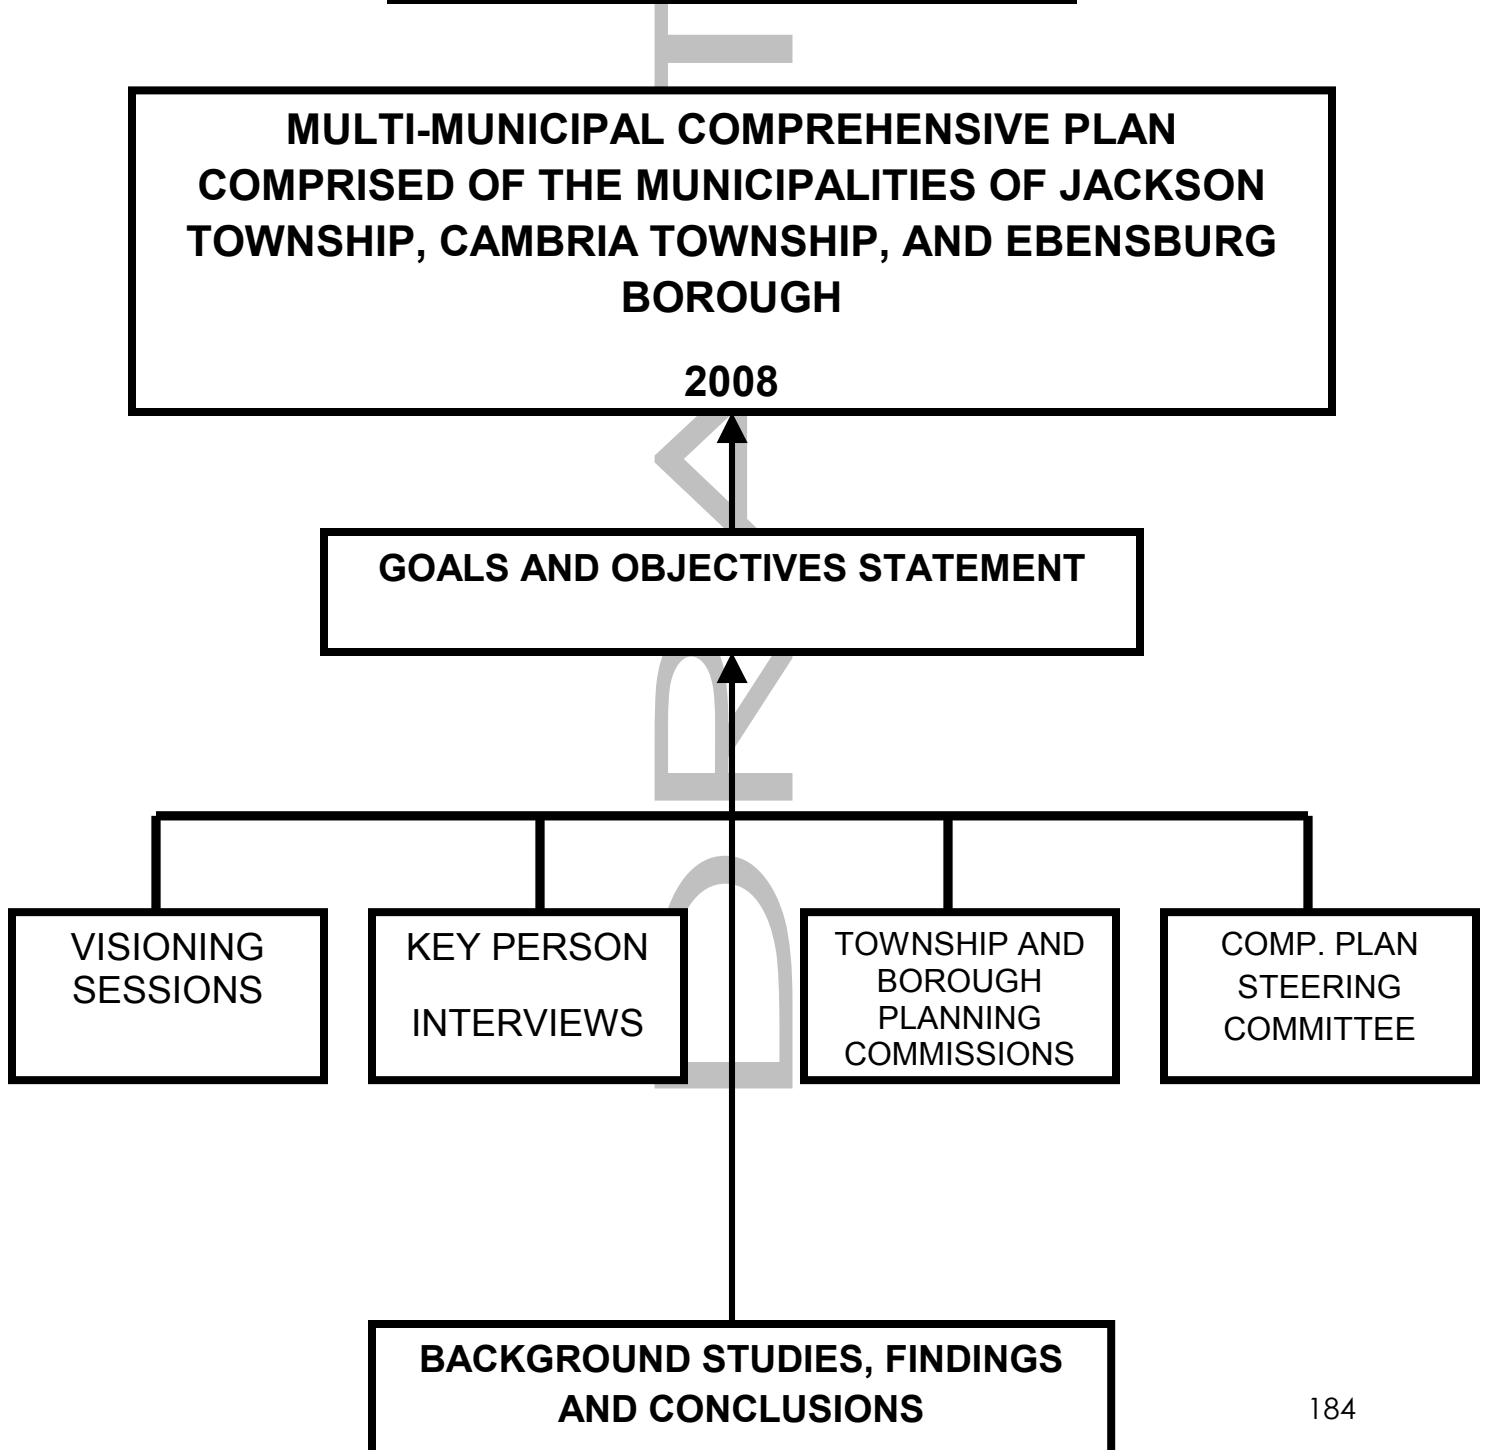 MULTI-MUNICIPAL COMPREHENSIVE PLAN
COMPRISED OF THE MUNICIPALITIES OF JACKSON
TOWNSHIP, CAMBRIA TOWNSHIP, AND EBENSBURG
BOROUGH
2008
GOALS AND OBJECTIVES STATEMENT
VISIONING
SESSIONS
KEY PERSON
INTERVIEWS
TOWNSHIP AND
BOROUGH
PLANNING
COMMISSIONS
COMP. PLAN
STEERING
COMMITTEE
BACKGROUND STUDIES, FINDINGS
AND CONCLUSIONS
184
DRAFT